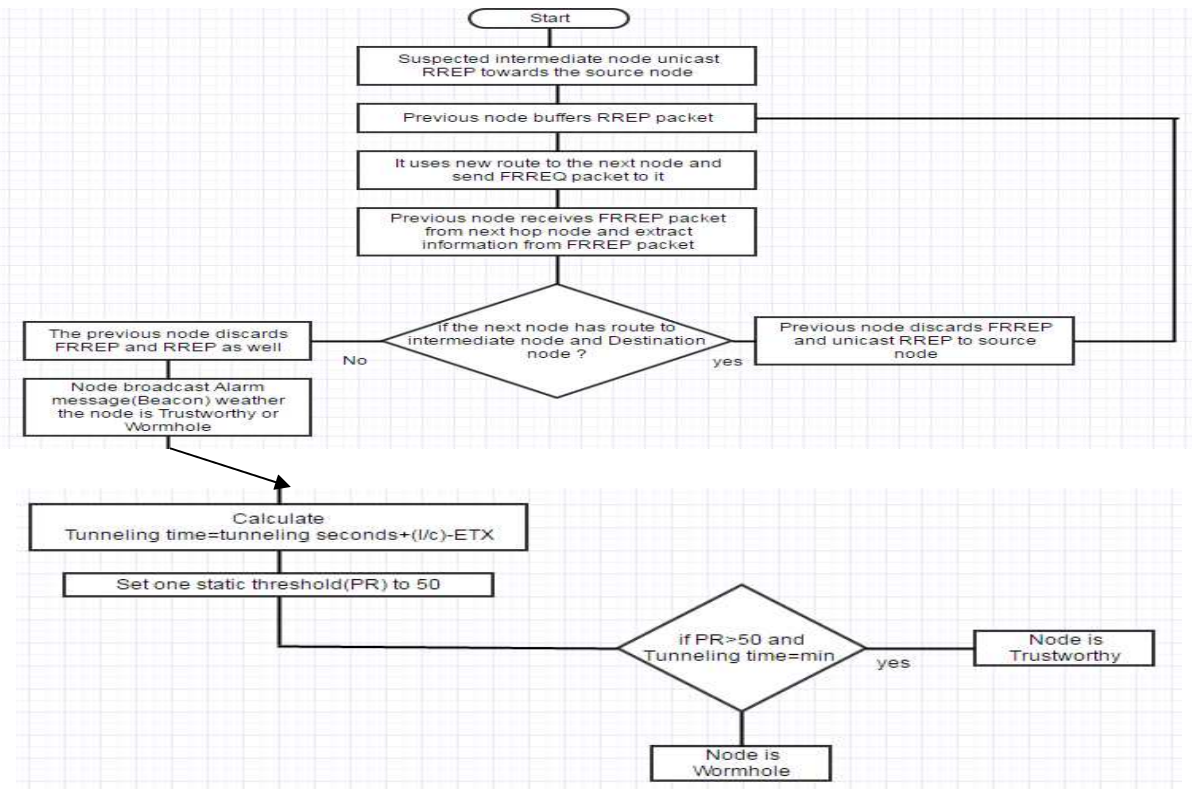 Start
Suspected intermediate node unicast
RREP towards the source node
Previous node buffers RREP packet
It uses new route to the next node and
send FRREQ packet to it
Previous node receives FRREP packet
from next hop node and extract
information from FRREP packet
if the next node has route to
intermediate node and Destination
node ?
No
yes
The previous node discards
FRREP and RREP as well
Previous node discards FRREP
and unicast RREP to source
node
Node broadcast Alarm
message(Beacon) weather
the node is Trustworthy or
Wormhole
Calculate
Tunneling time=tunneling seconds+(l/c)-ETX
Set one static threshold(PR) to 50
if PR>50 and
Tunneling time=min
yes
Node is
Trustworthy
Node is
Wormhole